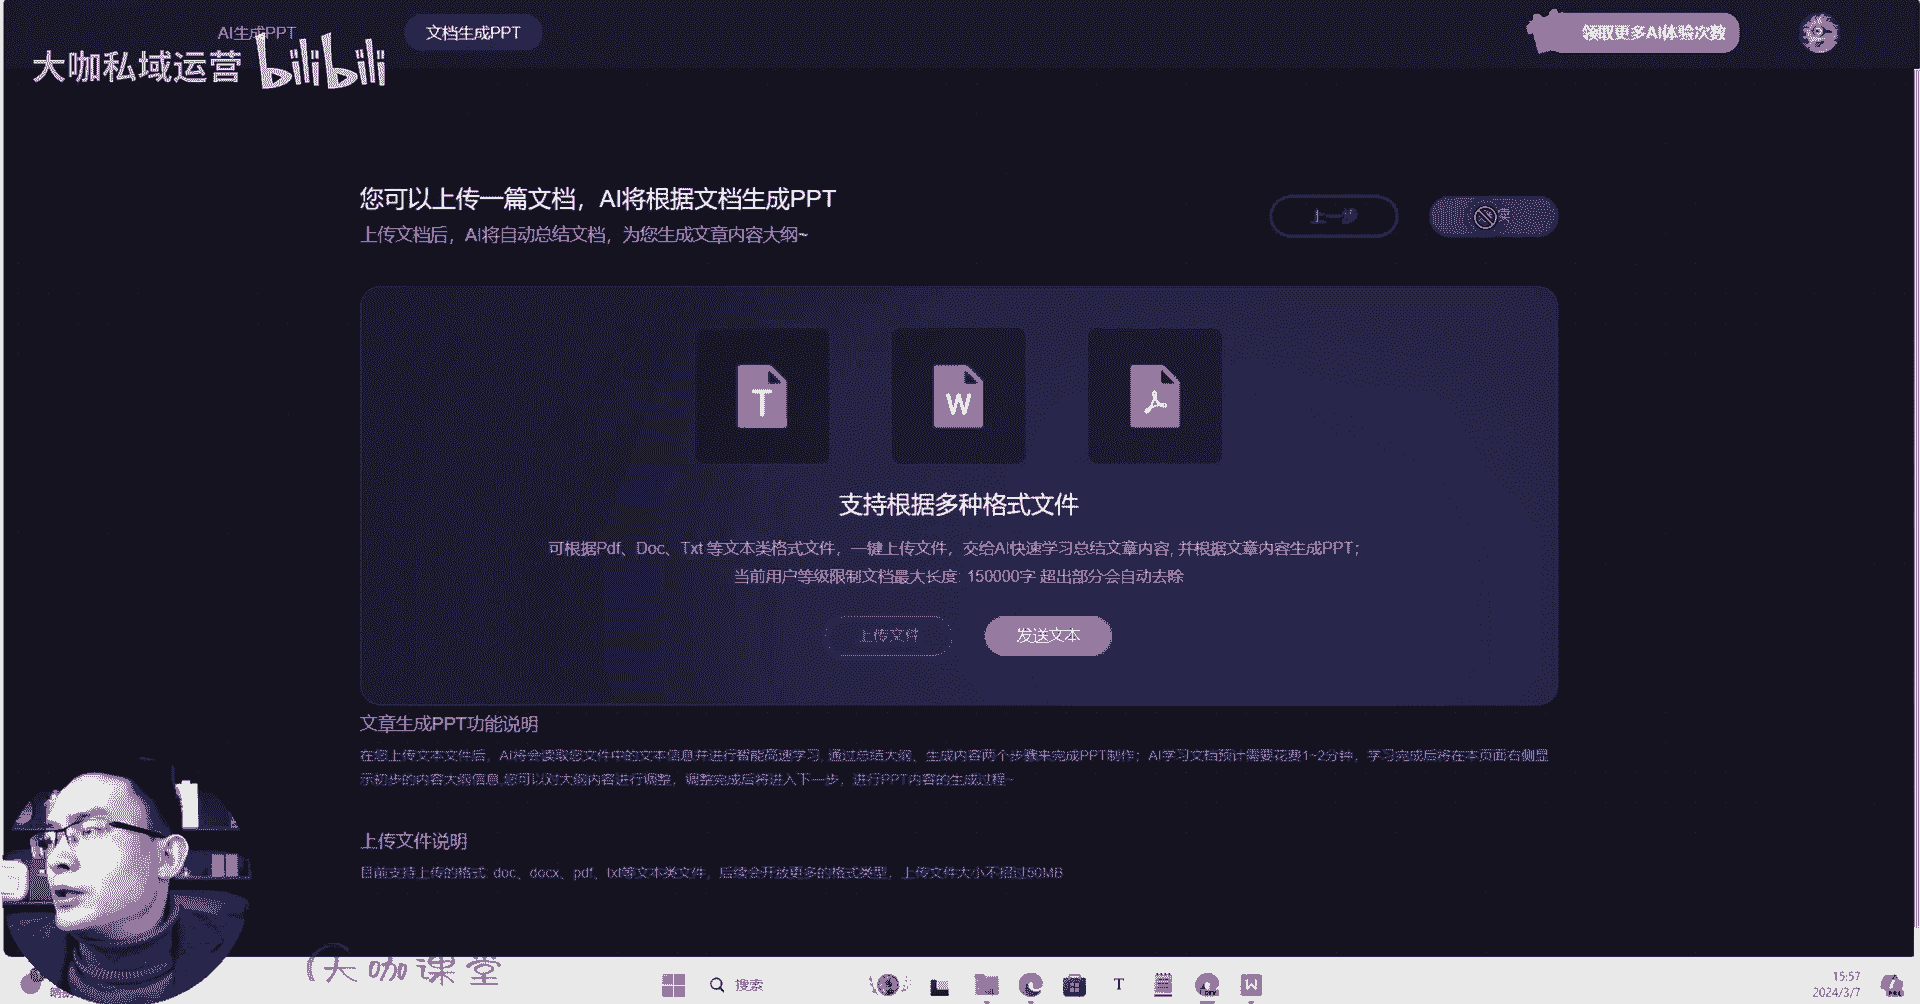 AI生成PPT
文档生成PPT
领取更多AI体验次数
大咖私域运营 bilibili
您可以上传一篇文档，AI将根据文档生成PPT
上传文档后，AI将自动总结文档，为您生成文章内容大纲~
上一步
T
W
支持根据多种格式文件
可根据Pdf、Doc、Txt 等文本类格式文件，一键上传文件，交给AI快速学习总结文章内容, 并根据文章内容生成PPT；
当前用户等级限制文档最大长度: 150000字 超出部分会自动去除
上传文件
发送文本
文章生成PPT功能说明
在您上传文本文件后，AI将会读取您文件中的文本信息并进行智能高速学习, 通过总结大纲、生成内容两个步骤来完成PPT制作；AI学习文档预计需要花费1~2分钟，学习完成后将在本页面右侧显
示初步的内容大纲信息,您可以对大纲内容进行调整，调整完成后将进入下一步，进行PPT内容的生成过程~
上传文件说明
目前支持上传的格式: doc、docx、pdf、txt等文本类文件，后续会开放更多的格式类型，上传文件大小不超过50MB
大咖课堂
搜索
T
W
15:57
2024/3/7